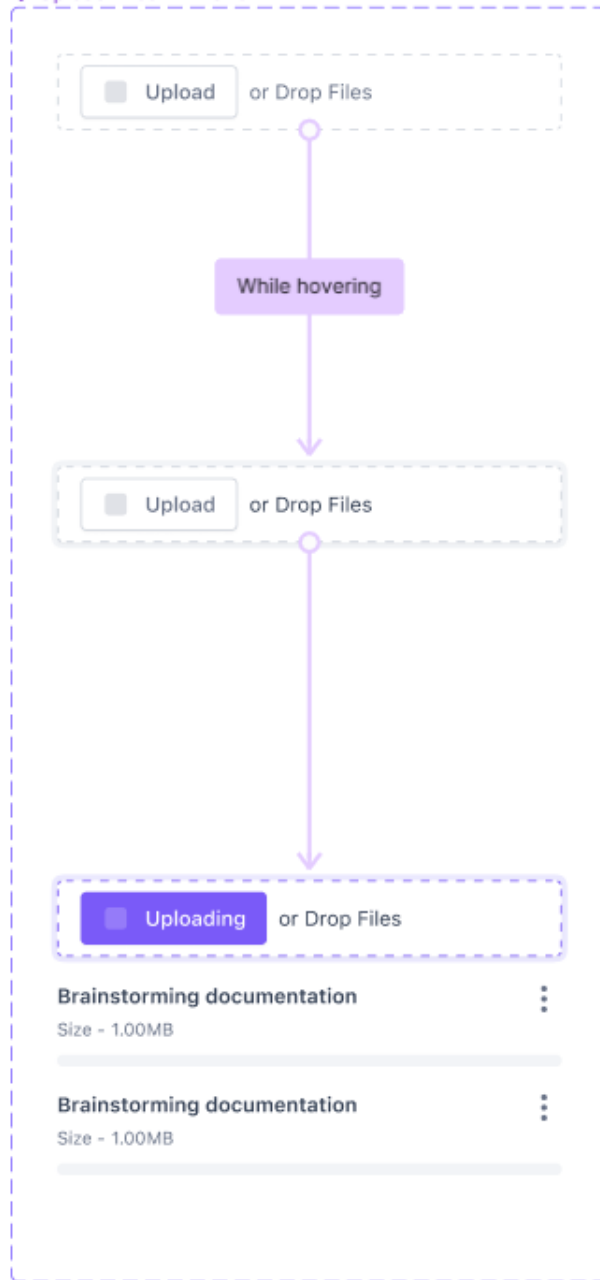 Upload or Drop Files
While hovering
Upload or Drop Files
Uploading or Drop Files
Brainstorming documentation
Size - 1.00MB
Brainstorming documentation
Size - 1.00MB